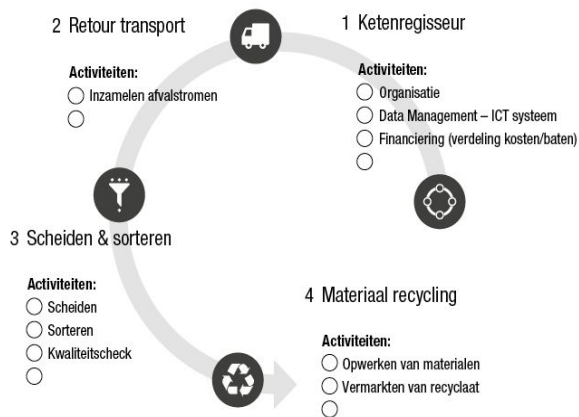 1 Ketenregisseur
Activiteiten:
Organisatie
Data Management – ICT systeem
Financiering (verdeling kosten/baten)
2 Retour transport
Activiteiten:
Inzamelen afvalstromen
3 Scheiden & sorteren
Activiteiten:
Scheiden
Sorteren
Kwaliteitscheck
4 Materiaal recycling
Activiteiten:
Opwerken van materialen
Vermarkten van recyclaat